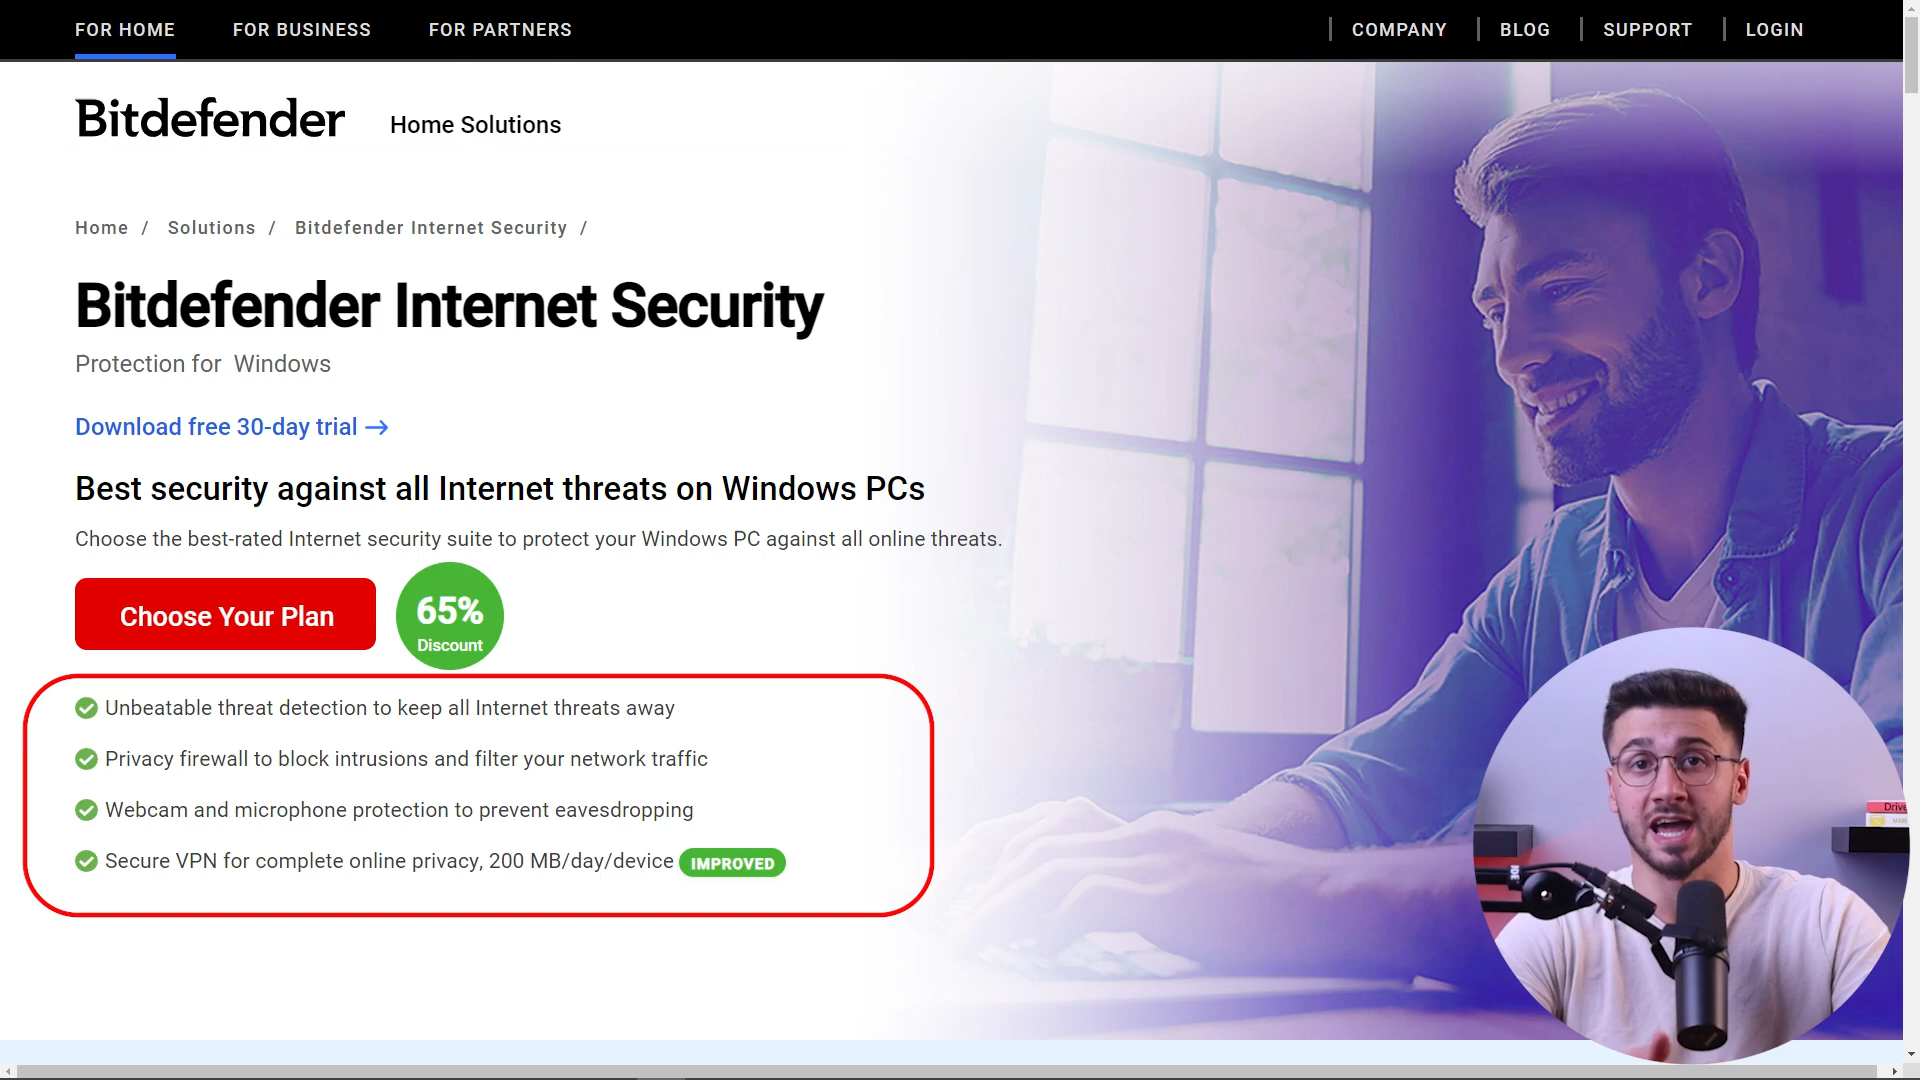 FOR HOME FOR BUSINESS FOR PARTNERS COMPANY BLOG SUPPORT LOGIN
Bitdefender Home Solutions
Home / Solutions / Bitdefender Internet Security /
Bitdefender Internet Security
Protection for Windows
Download free 30-day trial →
Best security against all Internet threats on Windows PCs
Choose the best-rated Internet security suite to protect your Windows PC against all online threats.
Choose Your Plan
65%
Discount
Unbeatable threat detection to keep all Internet threats away
Privacy firewall to block intrusions and filter your network traffic
Webcam and microphone protection to prevent eavesdropping
Secure VPN for complete online privacy, 200 MB/day/device IMPROVED